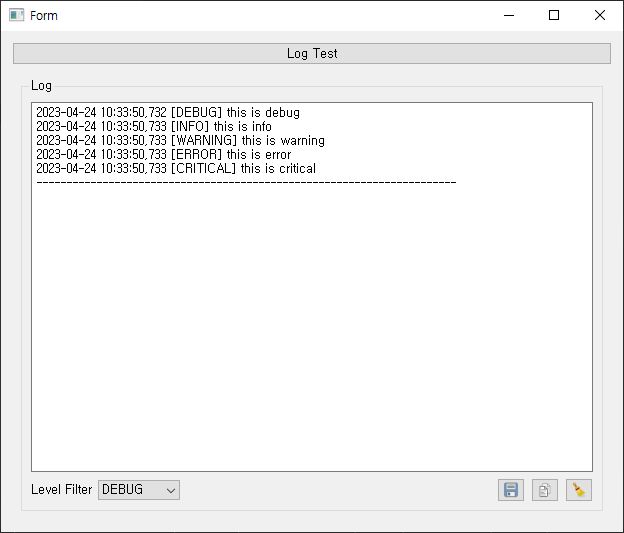 Form
Log Test
Log
2023-04-24 10:33:50,732 [DEBUG] this is debug
2023-04-24 10:33:50,733 [INFO] this is info
2023-04-24 10:33:50,733 [WARNING] this is warning
2023-04-24 10:33:50,733 [ERROR] this is error
2023-04-24 10:33:50,733 [CRITICAL] this is critical
----------------------------------------------------------------------
Level Filter DEBUG